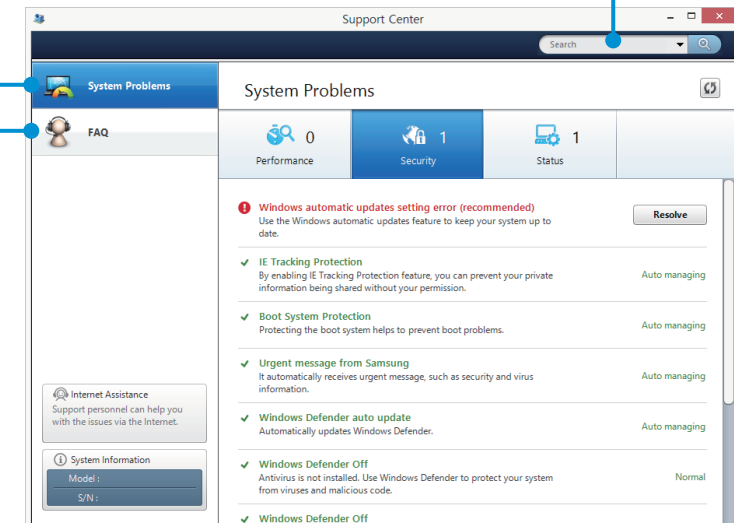 Support Center
Search
System Problems
FAQ
System Problems
0
Performance
1
Security
1
Status
Windows automatic updates setting error (recommended)
Use the Windows automatic updates feature to keep your system up to
date.
Resolve
IE Tracking Protection
By enabling IE Tracking Protection feature, you can prevent your private
information being shared without your permission.
Auto managing
Boot System Protection
Protecting the boot system helps to prevent boot problems.
Auto managing
Urgent message from Samsung
It automatically receives urgent message, such as security and virus
information.
Auto managing
Windows Defender auto update
Automatically updates Windows Defender.
Auto managing
Windows Defender Off
Antivirus is not installed. Use Windows Defender to protect your system
from viruses and malicious code.
Normal
Windows Defender Off
Internet Assistance
Support personnel can help you
with the issues via the Internet.
System Information
Model :
S/N :